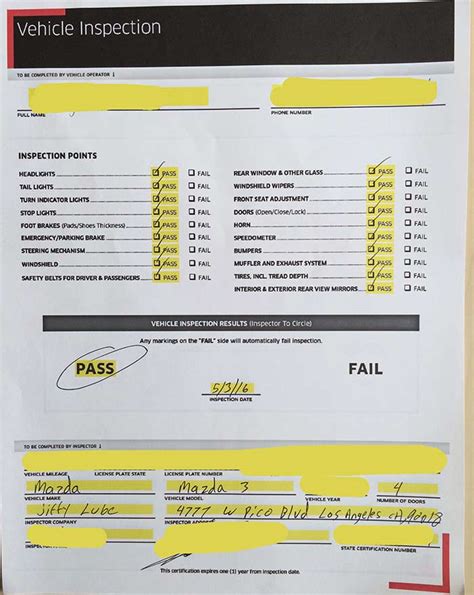 Vehicle Inspection
TO BE COMPLETED BY VEHICLE OPERATOR ↓
FULL NAME PHONE NUMBER
INSPECTION POINTS
HEADLIGHTS PASS FAIL
TAIL LIGHTS PASS FAIL
TURN INDICATOR LIGHTS PASS FAIL
STOP LIGHTS PASS FAIL
FOOT BRAKES (Pads/Shoes Thickness) PASS FAIL
EMERGENCY/PARKING BRAKE PASS FAIL
STEERING MECHANISM PASS FAIL
WINDSHIELD PASS FAIL
SAFETY BELTS FOR DRIVER & PASSENGERS PASS FAIL
REAR WINDOW & OTHER GLASS PASS FAIL
WINDSHIELD WIPERS PASS FAIL
FRONT SEAT ADJUSTMENT PASS FAIL
DOORS (Open/Close/Lock) PASS FAIL
HORN PASS FAIL
SPEEDOMETER PASS FAIL
BUMPERS PASS FAIL
MUFFLER AND EXHAUST SYSTEM PASS FAIL
TIRES, INCL. TREAD DEPTH PASS FAIL
INTERIOR & EXTERIOR REAR VIEW MIRRORS PASS FAIL
VEHICLE INSPECTION RESULTS (Inspector To Circle)
Any markings on the "FAIL" side will automatically fail inspection.
PASS FAIL
5/3/16
INSPECTION DATE
TO BE COMPLETED BY INSPECTOR ↓
VEHICLE MILEAGE LICENSE PLATE STATE LICENSE PLATE NUMBER
Mazda Mazda 3 4
VEHICLE MAKE VEHICLE MODEL VEHICLE YEAR NUMBER OF DOORS
Jiffy Lube 4777 W Pico Blvd Los Angeles CA
INSPECTOR COMPANY INSPECTOR
INSPECTOR STATE CERTIFICATION NUMBER
This certification expires one (1) year from inspection date.